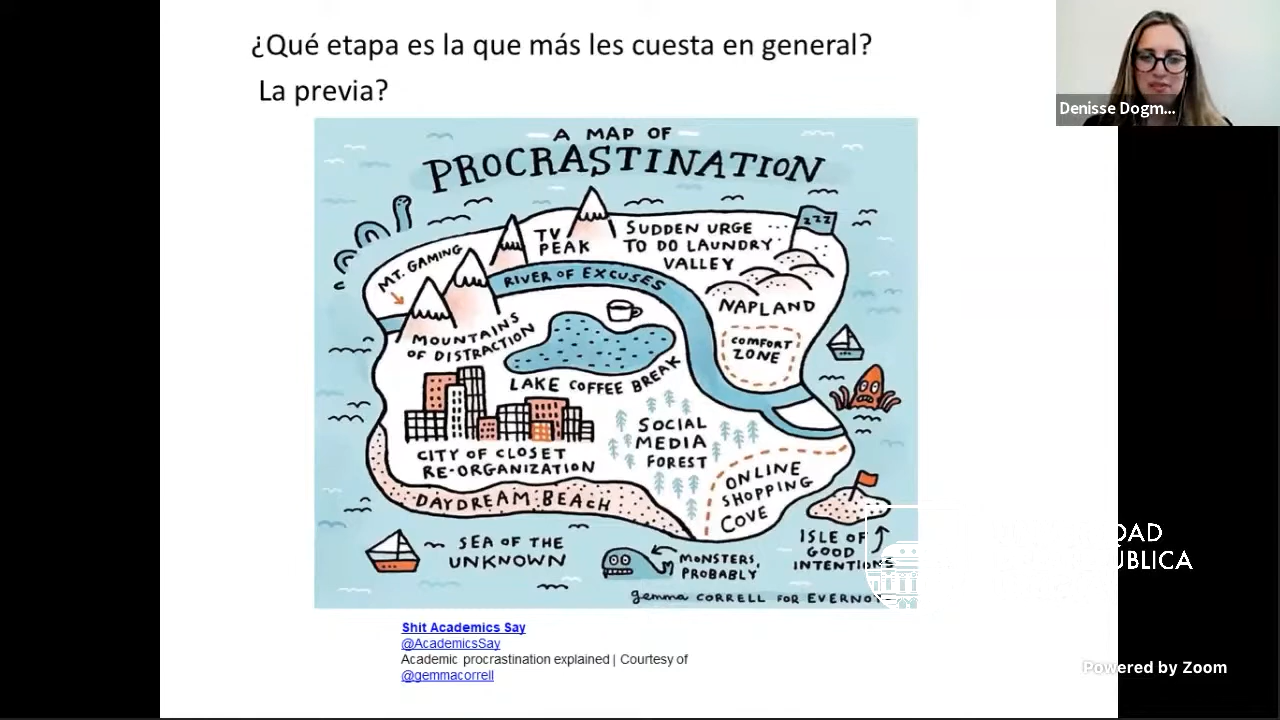 ¿Qué etapa es la que más les cuesta en general?
La previa?
Denisse Dogm...
A MAP OF
PROCRASTINATION
MT. GAMING
TV
PEAK
SUDDEN URGE
TO DO LAUNDRY
VALLEY
ZZZ
RIVER OF EXCUSES
NAPLAND
MOUNTAINS
OF DISTRACTION
COMFORT
ZONE
LAKE COFFEE BREAK
SOCIAL
MEDIA
FOREST
CITY OF CLOSET
RE-ORGANIZATION
ONLINE
SHOPPING
COVE
DAYDREAM BEACH
SEA OF THE
UNKNOWN
MONSTERS,
PROBABLY
ISLE OF
GOOD
INTENTIONS
gemma CORRELL FOR EVERNOT
DAD
ÚBLICA
Shit Academics Say
@AcademicsSay
Academic procrastination explained | Courtesy of
@gemmacorrell
Powered by Zoom